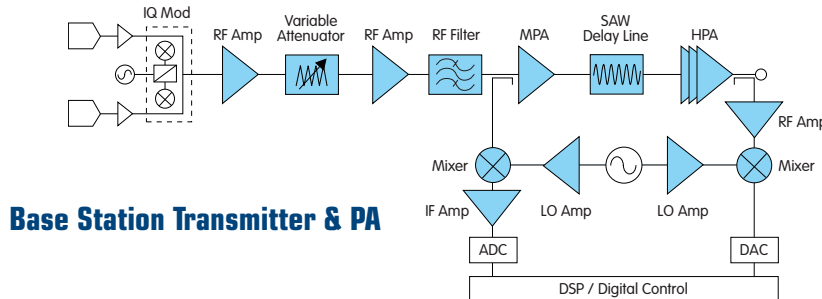 IQ Mod
RF Amp
Variable
Attenuator
RF Amp
RF Filter
MPA
SAW
Delay Line
HPA
RF Amp
Mixer
Mixer
IF Amp
LO Amp
LO Amp
Base Station Transmitter & PA
ADC
DAC
DSP / Digital Control